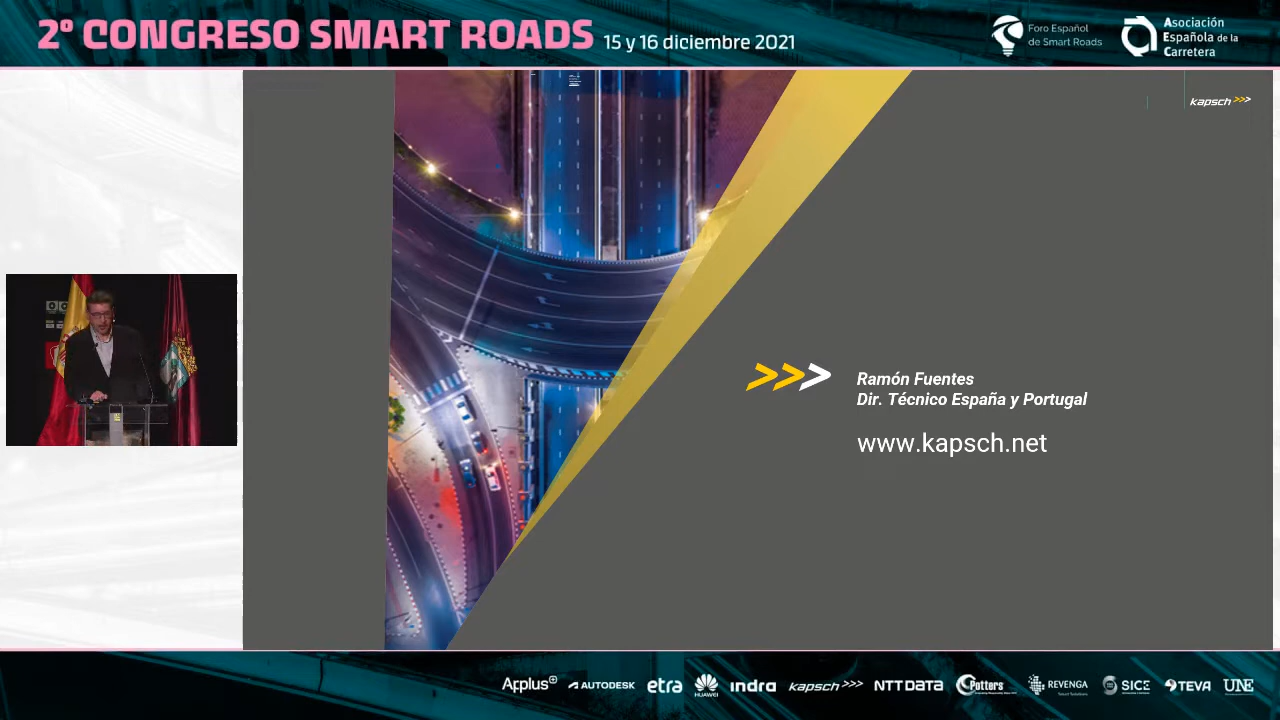 2º CONGRESO SMART ROADS 15 y 16 diciembre 2021
Foro Español
de Smart Roads
Asociación
Española de la
Carretera
kapsch >>>
Ramón Fuentes
Dir. Técnico España y Portugal
www.kapsch.net
Applus+ AUTODESK etra HUAWEI indra kapsch >>> NTT DATA Potters REVENGA SICE TEVA UNE